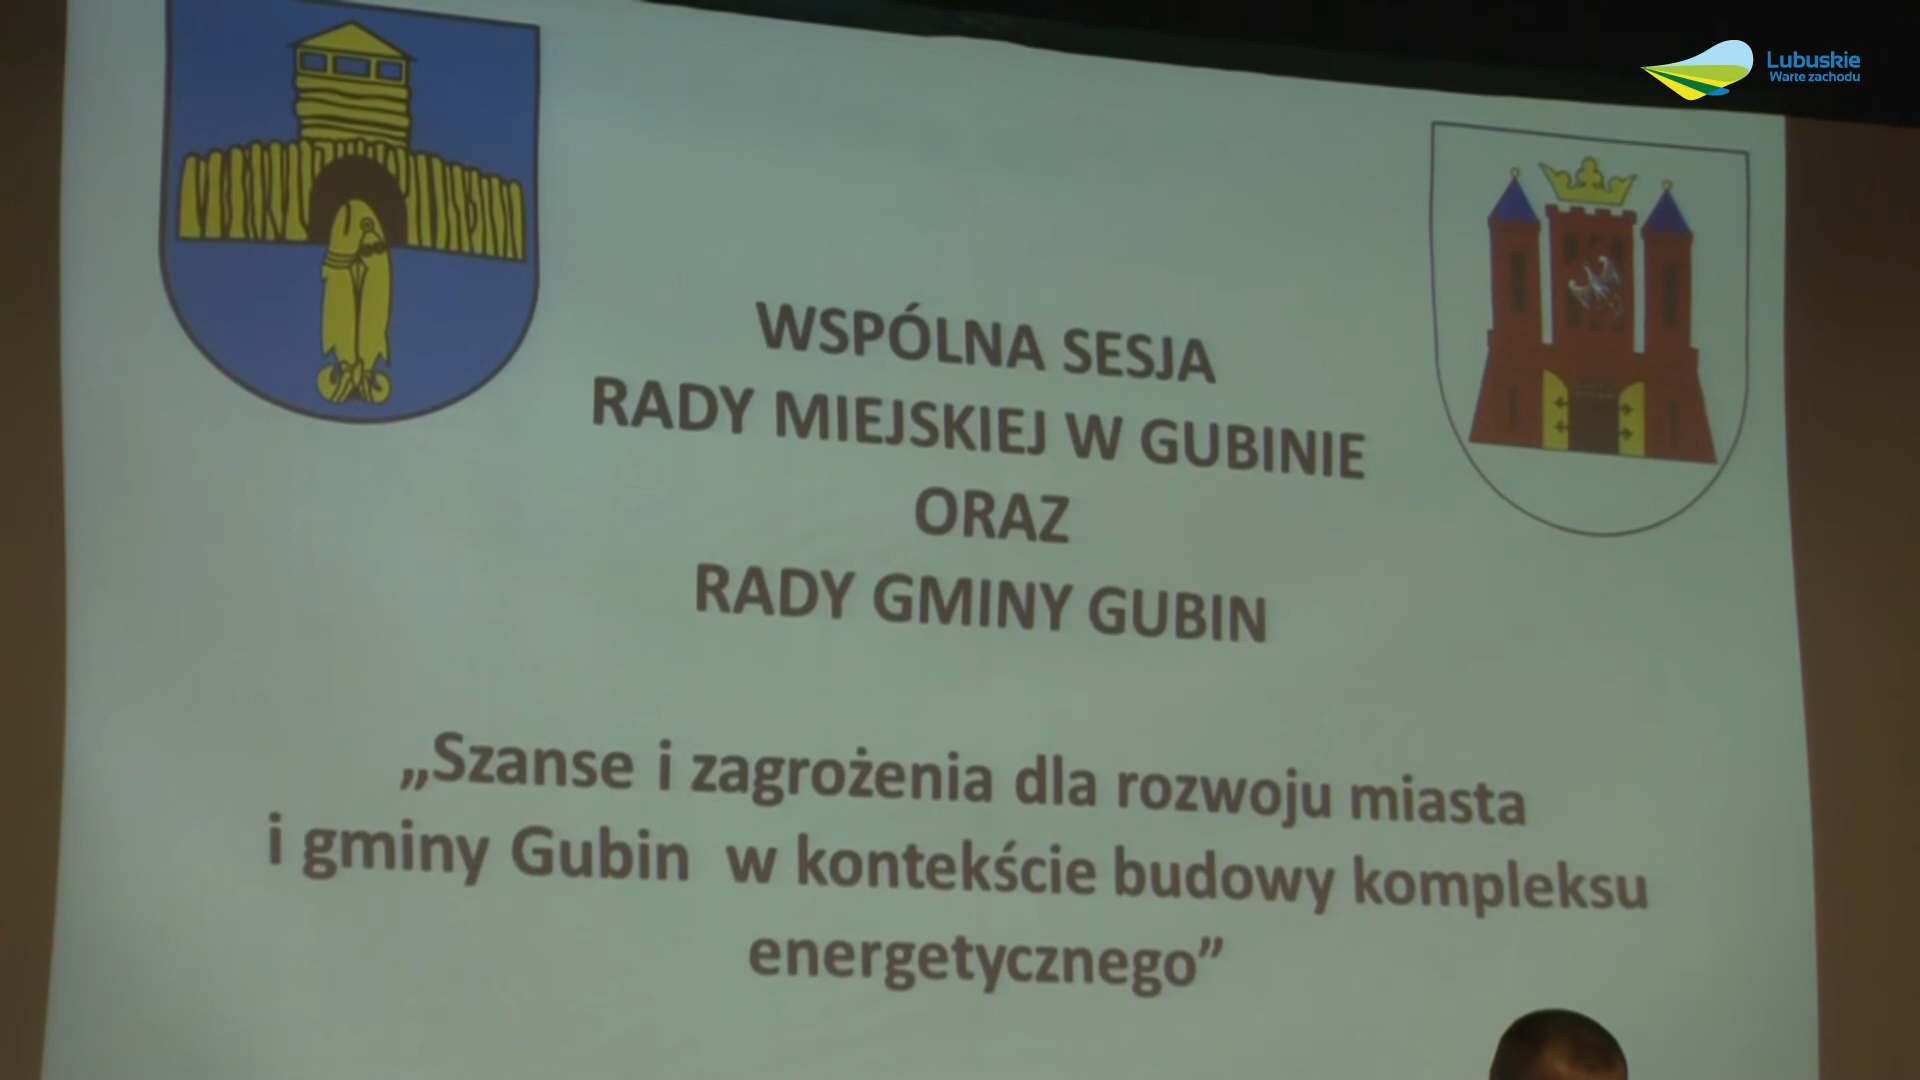 Lubuskie
Warte zachodu
WSPÓLNA SESJA
RADY MIEJSKIEJ W GUBINIE
ORAZ
RADY GMINY GUBIN
„Szanse i zagrożenia dla rozwoju miasta
i gminy Gubin w kontekście budowy kompleksu
energetycznego”